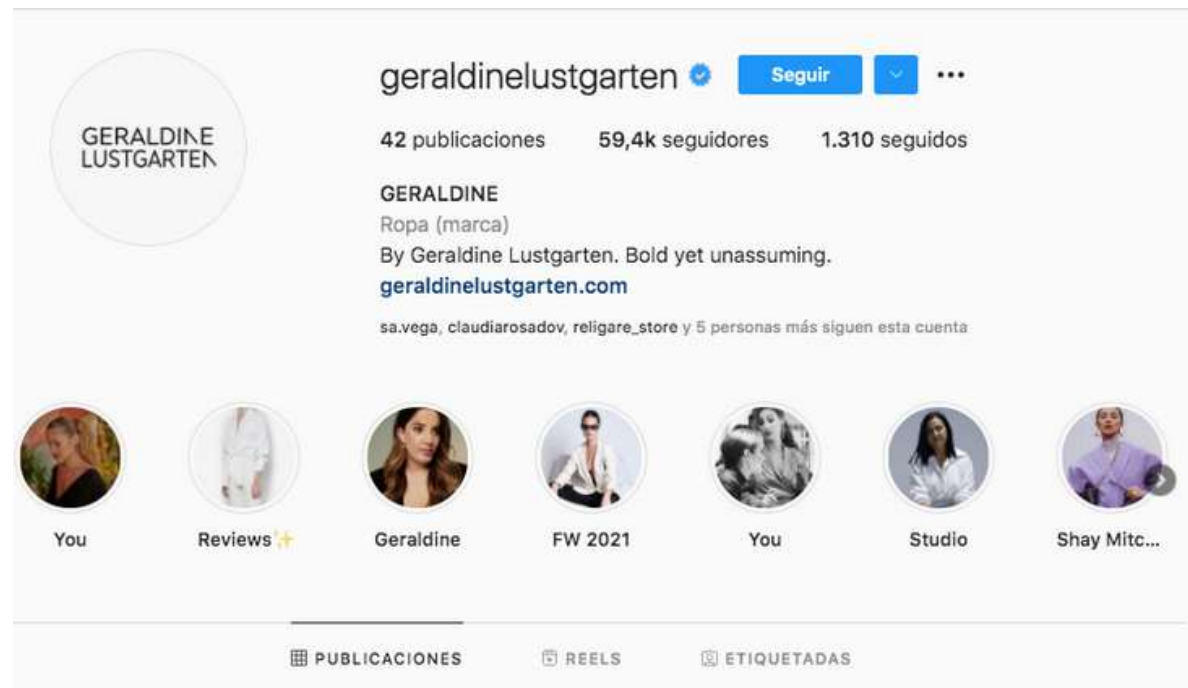 GERALDINE
LUSTGARTEN
geraldinelustgarten
Seguir
42 publicaciones 59,4k seguidores 1.310 seguidos
GERALDINE
Ropa (marca)
By Geraldine Lustgarten. Bold yet unassuming.
geraldinelustgarten.com
sa.vega, claudiarosadov, religare_store y 5 personas más siguen esta cuenta
You
Reviews✨
Geraldine
FW 2021
You
Studio
Shay Mitc...
PUBLICACIONES
REELS
ETIQUETADAS